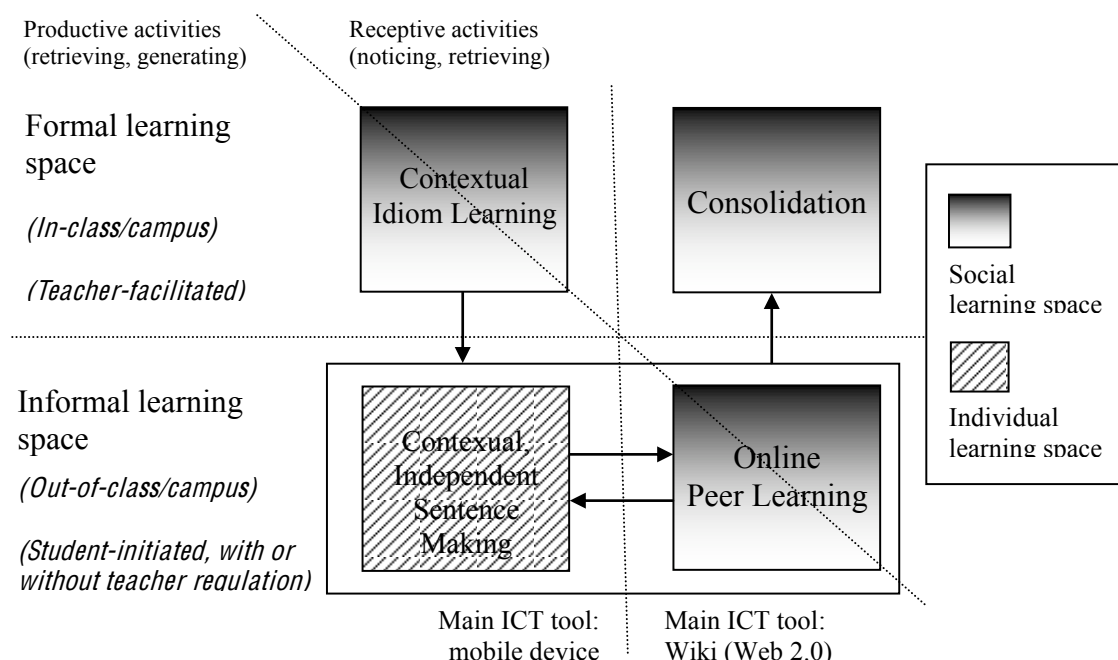 Productive activities
(retrieving, generating)
Receptive activities
(noticing, retrieving)
Formal learning
space
(In-class/campus)
(Teacher-facilitated)
Contextual
Idiom Learning
Consolidation
Social
learning space
Individual
learning space
Informal learning
space
(Out-of-class/campus)
(Student-initiated, with or
without teacher regulation)
Contexual,
Independent
Sentence
Making
Online
Peer Learning
Main ICT tool:
mobile device
Main ICT tool:
Wiki (Web 2.0)